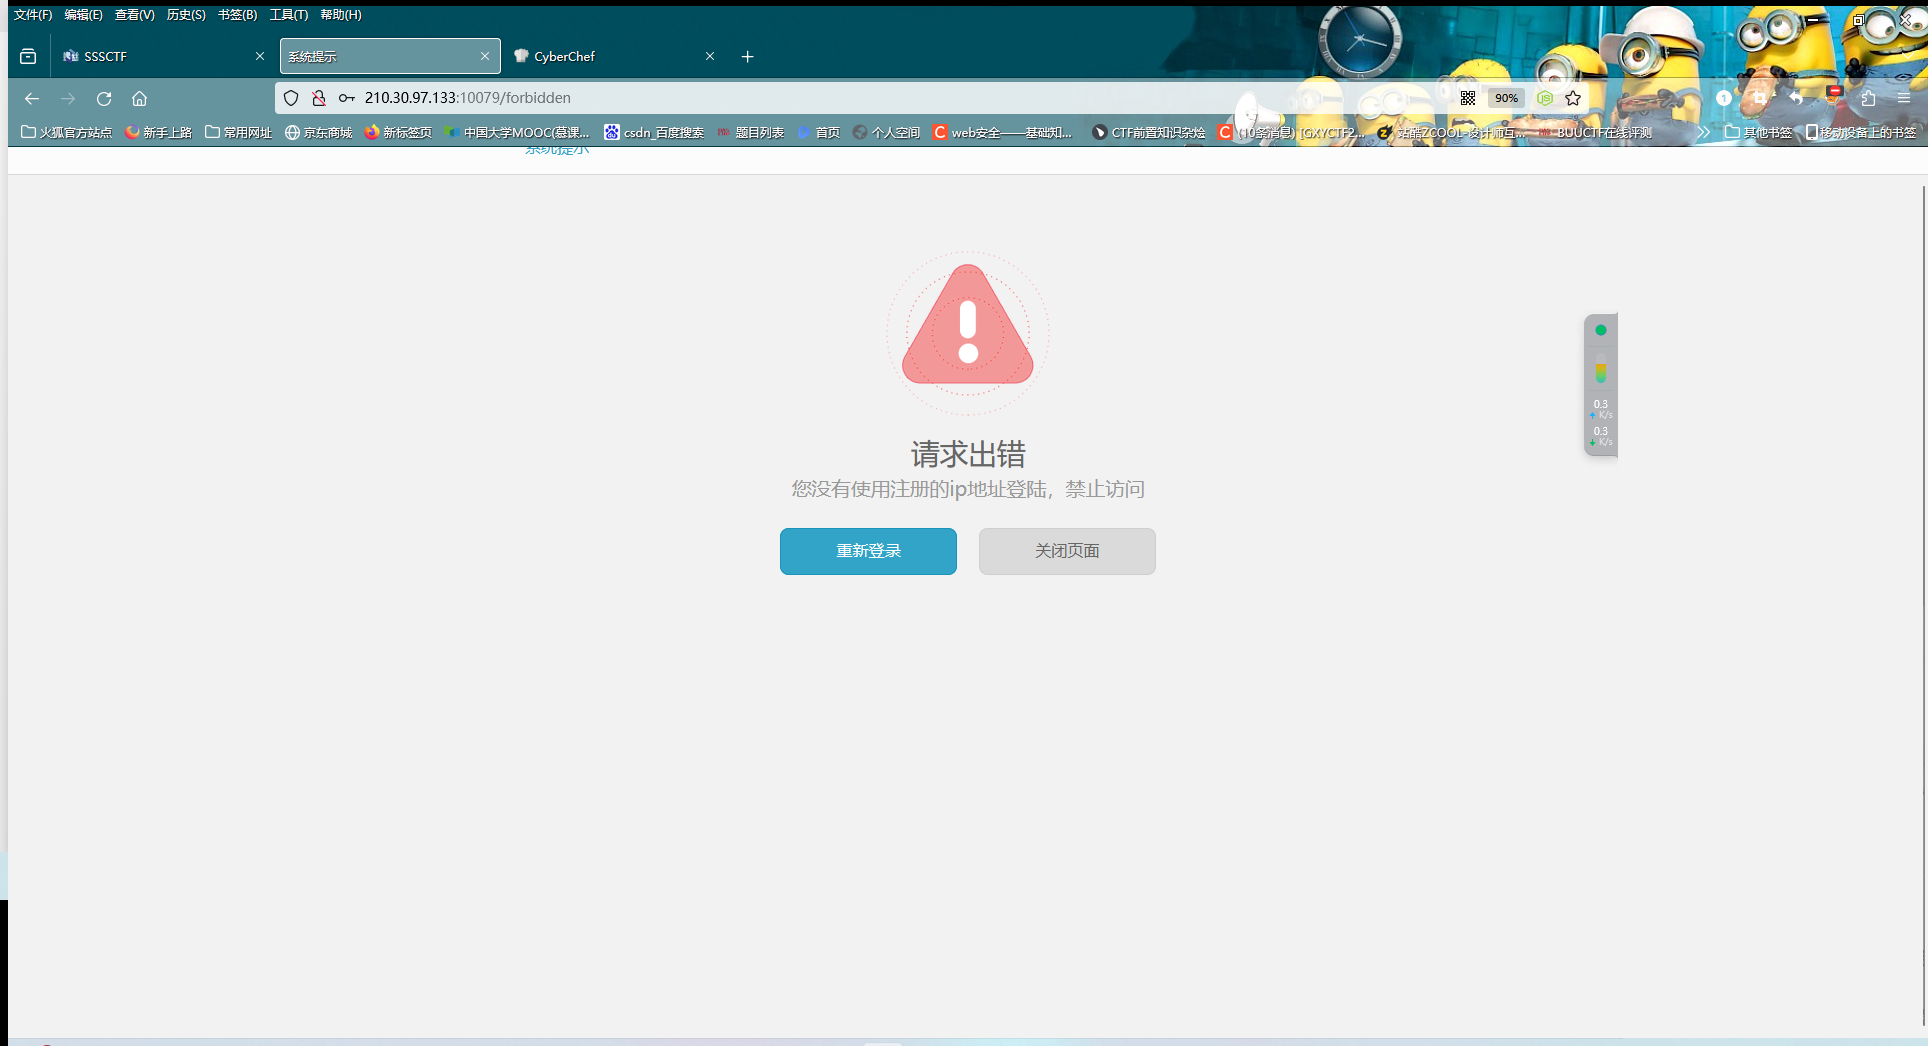 文件(F) 编辑(E) 查看(V) 历史(S) 书签(B) 工具(T) 帮助(H)
SSSCTF 系统提示 CyberChef
210.30.97.133:10079/forbidden 90%
火狐官方站点 新手上路 常用网址 京东商城 新标签页 中国大学MOOC(慕课... csdn_百度搜索 题目列表 首页 个人空间 web安全——基础知... CTF前置知识杂烩 (10条消息) [GXYCTF2... 站酷ZCOOL-设计师互... BUUCTF在线评测 其他书签 移动设备上的书签
系统提示
请求出错
您没有使用注册的ip地址登陆，禁止访问
重新登录 关闭页面
0.3
K/s
0.3
K/s